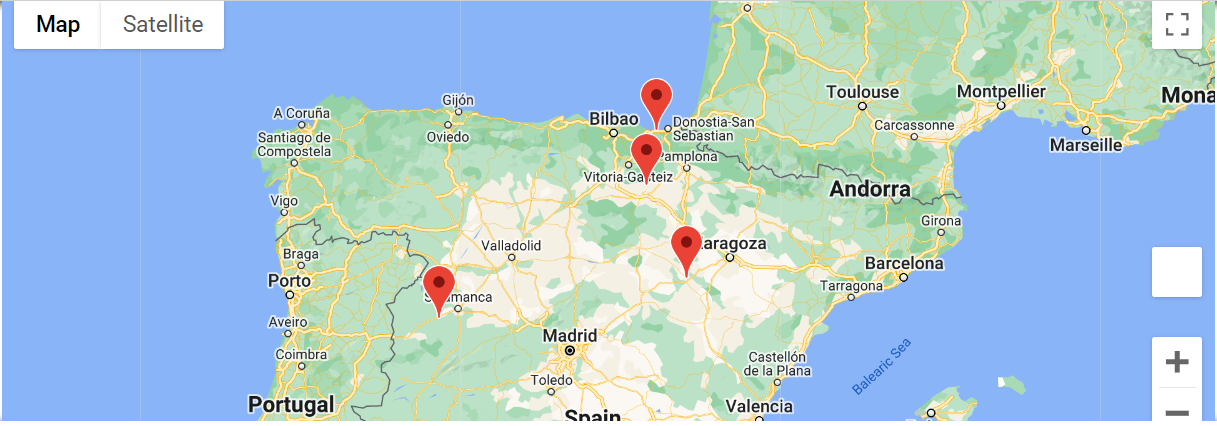 Map Satellite
Toulouse
Montpellier
Mona
A Coruña
Gijón
Bilbao
Donostia-San
Sebastian
Carcassonne
Oviedo
Santiago de
Compostela
Marseille
Pamplona
Vitoria-Gasteiz
Andorra
Vigo
Girona
Valladolid
Braga
Barcelona
Porto
Tarragona
Aveiro
Madrid
Balearic Sea
Coimbra
Castellón
de la Plana
Toledo
Portugal
Valencia
Spain